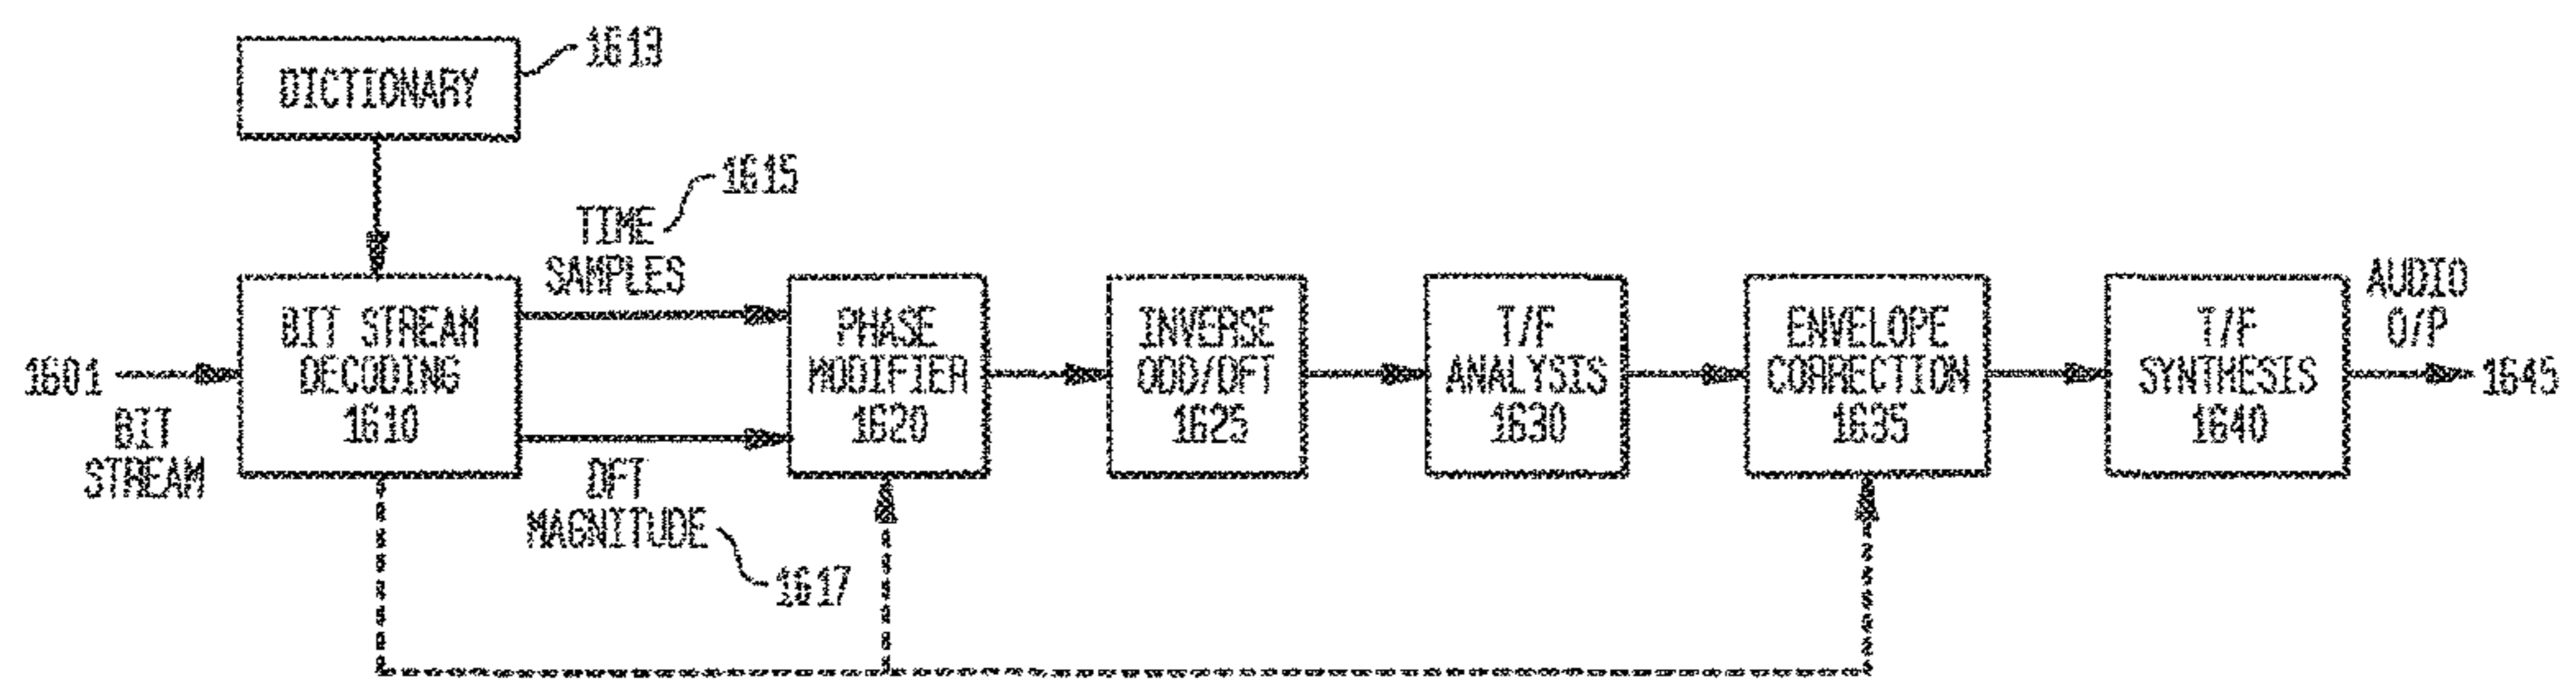 DICTIONARY
1613
1615
TIME
SAMPLES
1601
BIT
STREAM
BIT STREAM
DECODING
1610
DFT
MAGNITUDE
1617
PHASE
MODIFIER
1620
INVERSE
ODD/DFT
1625
T/F
ANALYSIS
1630
ENVELOPE
CORRECTION
1635
T/F
SYNTHESIS
1640
AUDIO
O/P
1645